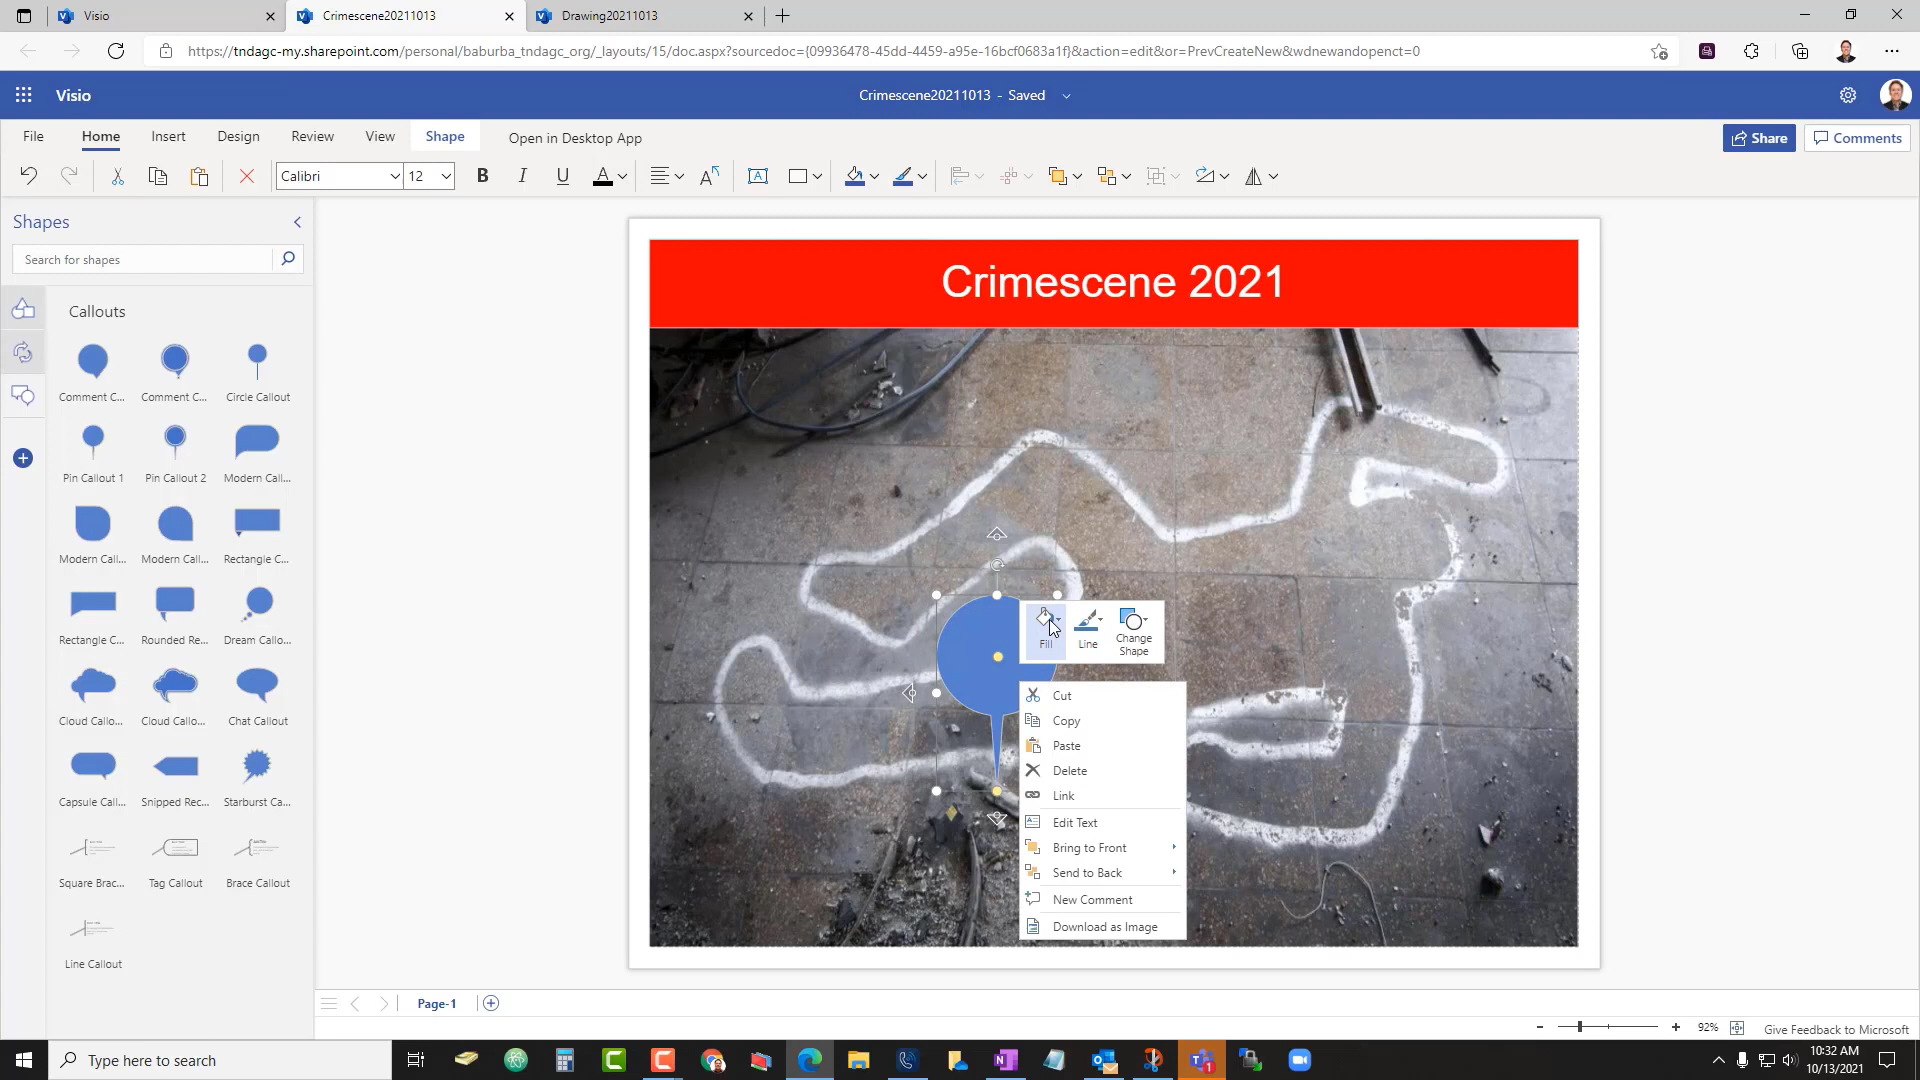 Visio
Crimescene20211013
Drawing20211013
https://tndagc-my.sharepoint.com/personal/baburba_tndagc_org/_layouts/15/doc.aspx?sourcedoc={09936478-45dd-4459-a95e-16bcf0683a1f}&action=edit&or=PrevCreateNew&wdnewandopenct=0
Visio
Crimescene20211013 - Saved
File Home Insert Design Review View Shape Open in Desktop App
Share Comments
Calibri 12 B I U A A A
Shapes
Search for shapes
Callouts
Comment C... Comment C... Circle Callout
Pin Callout 1 Pin Callout 2 Modern Call...
Modern Call... Modern Call... Rectangle C...
Rectangle C... Rounded Re... Dream Callo...
Cloud Callo... Cloud Callo... Chat Callout
Capsule Call... Snipped Rec... Starburst Ca...
Square Brac... Tag Callout Brace Callout
Line Callout
Crimescene 2021
Fill Line Change Shape
Cut
Copy
Paste
Delete
Link
Edit Text
Bring to Front
Send to Back
New Comment
Download as Image
Page-1
92% Give Feedback to Microsoft
Type here to search
10:32 AM
10/13/2021